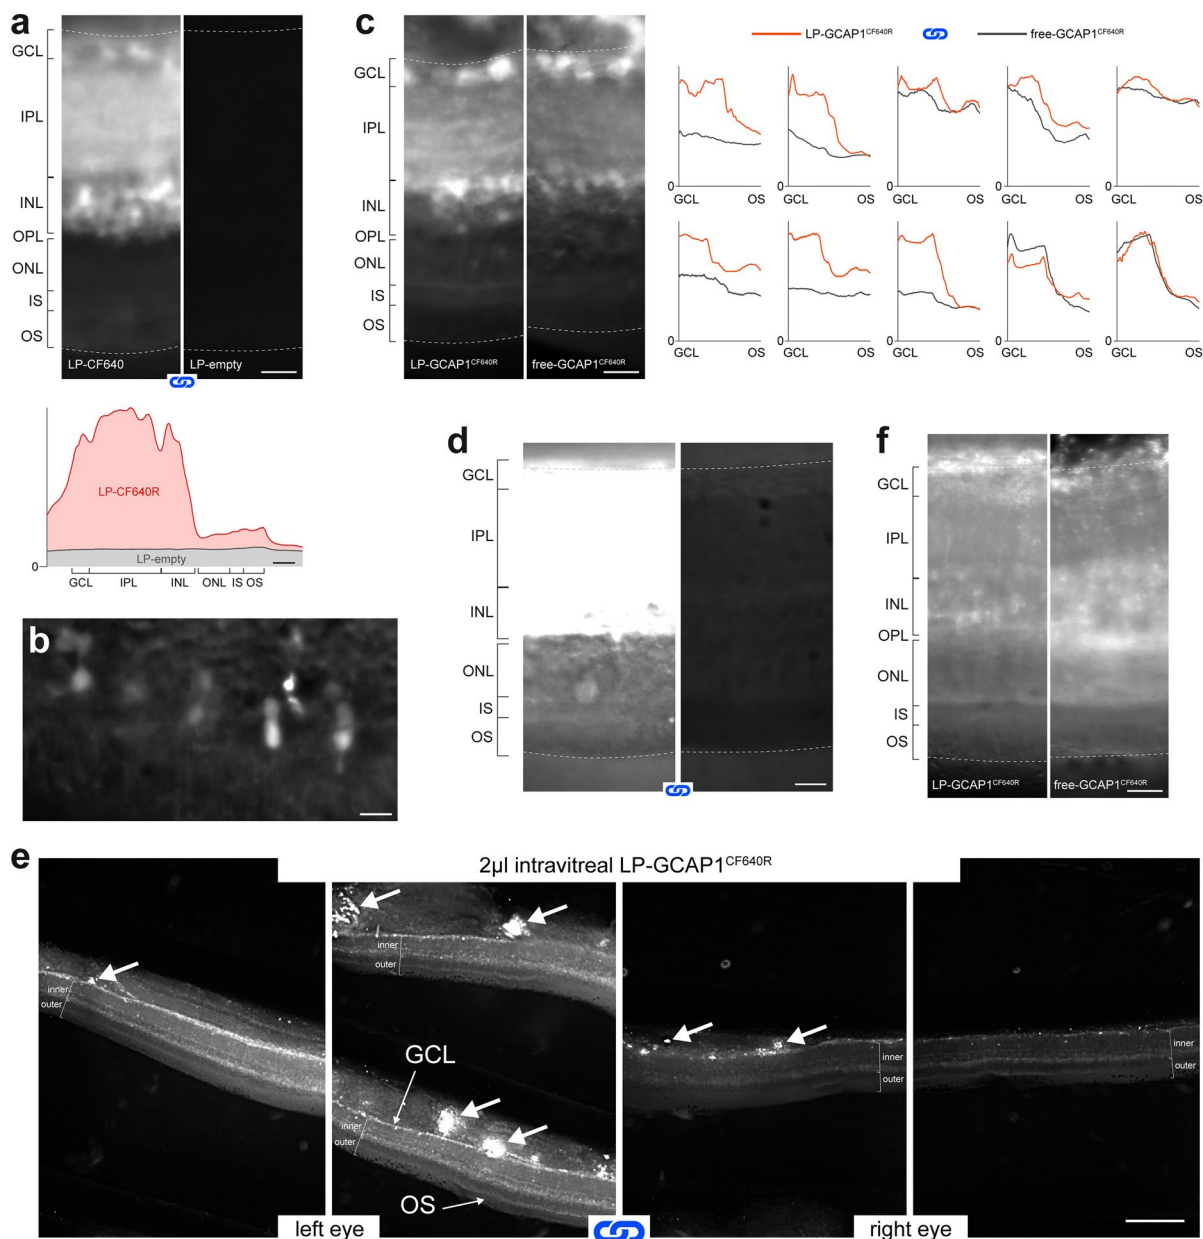 a
GCL
IPL
INL
OPL
ONL
IS
OS
LP-CF640
LP-empty
LP-CF640R
LP-empty
0
GCL IPL INL ONL IS OS
b
c
GCL
IPL
INL
OPL
ONL
IS
OS
LP-GCAP1CF640R
free-GCAP1CF640R
LP-GCAP1CF640R
free-GCAP1CF640R
0
GCL OS
0
GCL OS
0
GCL OS
0
GCL OS
0
GCL OS
0
GCL OS
0
GCL OS
0
GCL OS
0
GCL OS
0
GCL OS
d
GCL
IPL
INL
ONL
IS
OS
f
GCL
IPL
INL
OPL
ONL
IS
OS
LP-GCAP1CF640R
free-GCAP1CF640R
e
2µl intravitreal LP-GCAP1CF640R
inner
outer
inner
outer
GCL
inner
outer
OS
inner
outer
inner
outer
left eye
right eye